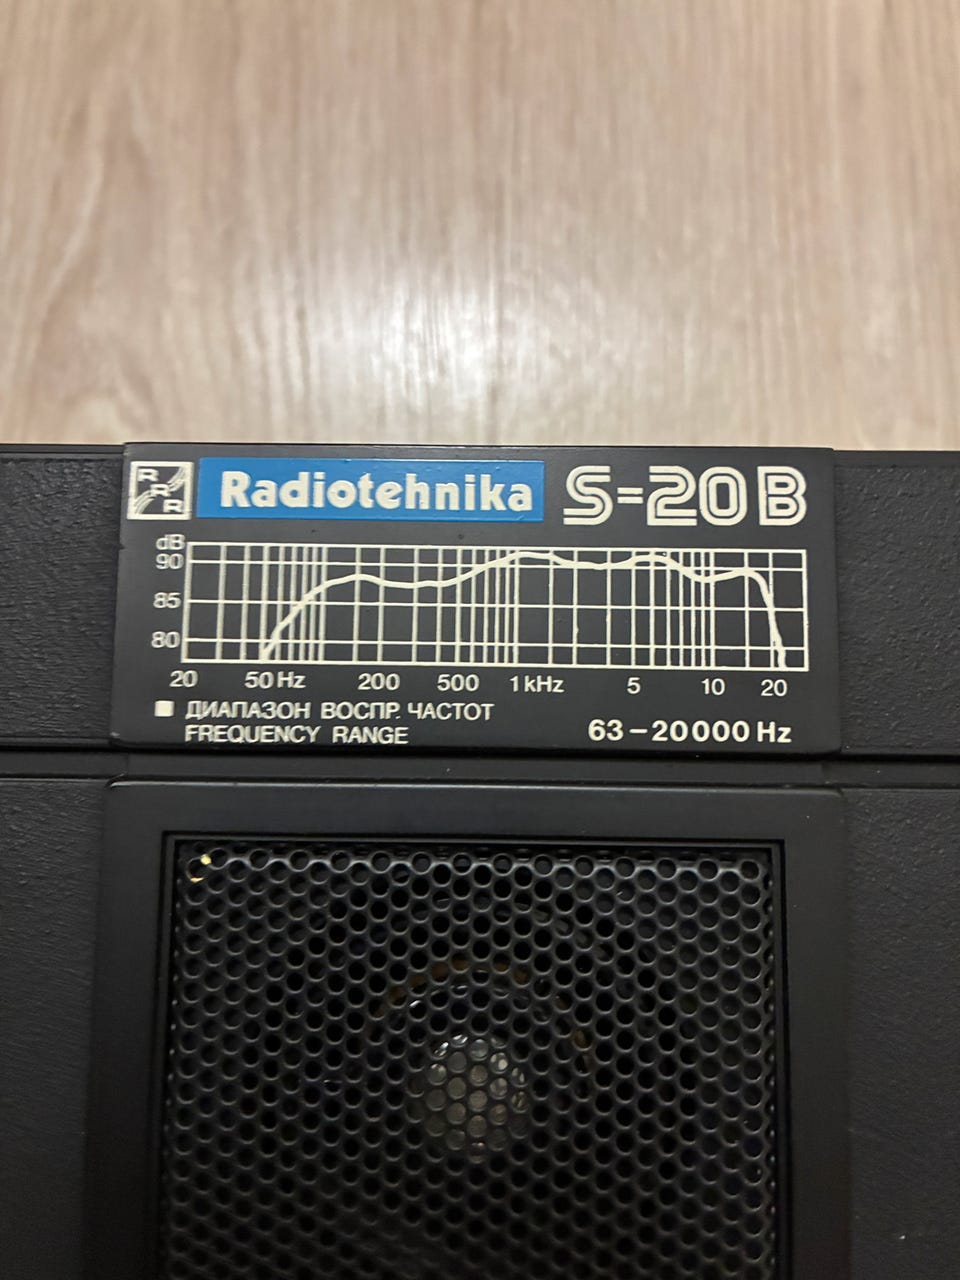 RRR Radiotehnika S-20B
dB
90
85
80
20 50 Hz 200 500 1 kHz 5 10 20
ДИАПАЗОН ВОСПР. ЧАСТОТ
FREQUENCY RANGE 63-20000 Hz